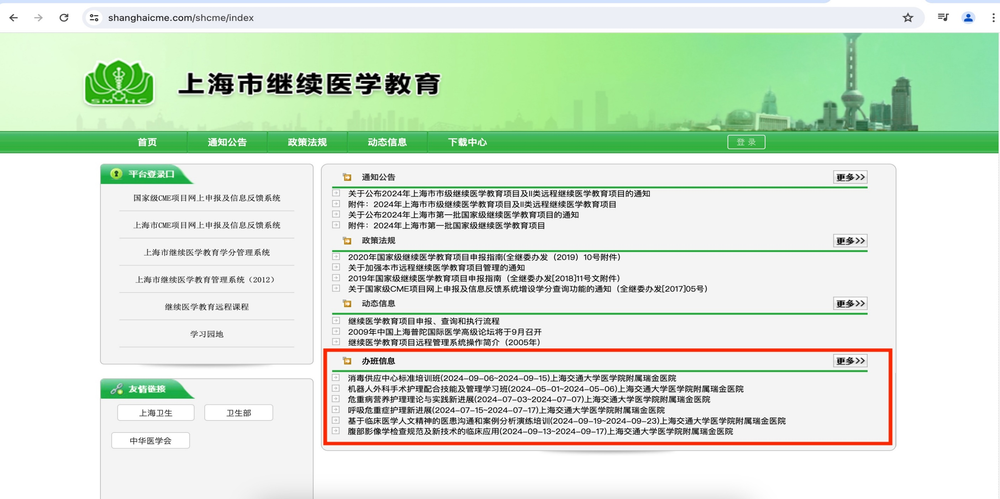 shanghaicme.com/shcme/index
SMHC
上海市继续医学教育
首页 通知公告 政策法规 动态信息 下载中心 登 录
平台登录口
国家级CME项目网上申报及信息反馈系统
上海市CME项目网上申报及信息反馈系统
上海市继续医学教育学分管理系统
上海市继续医学教育管理系统（2012）
继续医学教育远程课程
学习园地
友情链接
上海卫生 卫生部
中华医学会
通知公告 更多>>
关于公布2024年上海市市级继续医学教育项目及II类远程继续医学教育项目的通知
附件：2024年上海市市级继续医学教育项目及II类远程继续医学教育项目
关于公布2024年上海市第一批国家级继续医学教育项目的通知
附件：2024年上海市第一批国家级继续医学教育项目
政策法规 更多>>
2020年国家级继续医学教育项目申报指南(全继委办发（2019）10号附件)
关于加强本市远程继续医学教育项目管理的通知
2019年国家级继续医学教育项目申报指南（全继委办发[2018]11号文附件）
关于国家级CME项目网上申报及信息反馈系统增设学分查询功能的通知（全继委办发[2017]05号）
动态信息 更多>>
继续医学教育项目申报、查询和执行流程
2009年中国上海普陀国际医学高级论坛将于9月召开
继续医学教育项目远程管理系统操作简介（2005年）
办班信息 更多>>
消毒供应中心标准培训班(2024-09-06~2024-09-15)上海交通大学医学院附属瑞金医院
机器人外科手术护理配合技能及管理学习班(2024-05-01~2024-05-06)上海交通大学医学院附属瑞金医院
危重病营养护理理论与实践新进展(2024-07-03~2024-07-07)上海交通大学医学院附属瑞金医院
呼吸危重症护理新进展(2024-07-15~2024-07-17)上海交通大学医学院附属瑞金医院
基于临床医学人文精神的医患沟通和案例分析演练培训(2024-09-19~2024-09-23)上海交通大学医学院附属瑞金医院
腹部影像学检查规范及新技术的临床应用(2024-09-13~2024-09-17)上海交通大学医学院附属瑞金医院